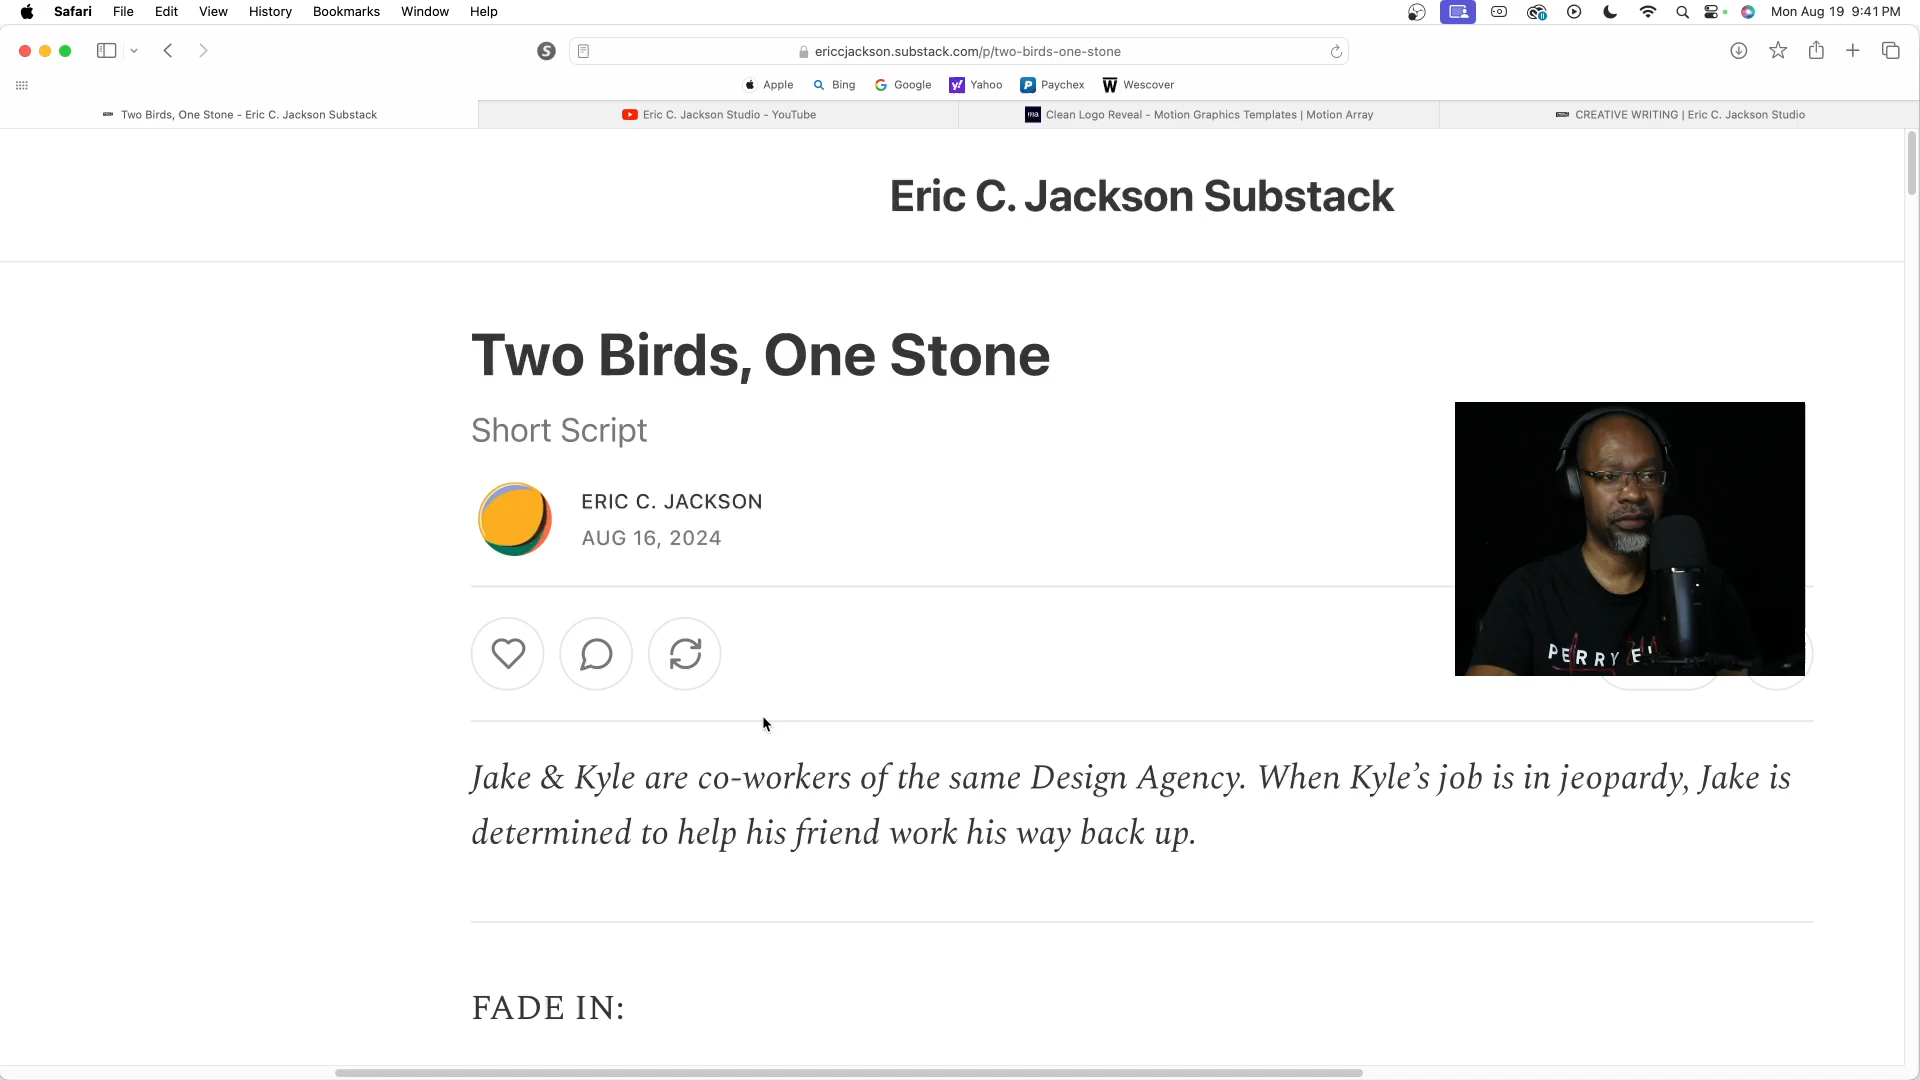 Safari File Edit View History Bookmarks Window Help Mon Aug 19 9:41 PM
ericcjackson.substack.com/p/two-birds-one-stone
Apple Bing Google Yahoo Paychex Wescover
Two Birds, One Stone - Eric C. Jackson Substack Eric C. Jackson Studio - YouTube Clean Logo Reveal - Motion Graphics Templates | Motion Array CREATIVE WRITING | Eric C. Jackson Studio
Eric C. Jackson Substack
Two Birds, One Stone
Short Script
ERIC C. JACKSON
AUG 16, 2024
PERRY
Jake & Kyle are co-workers of the same Design Agency. When Kyle’s job is in jeopardy, Jake is
determined to help his friend work his way back up.
FADE IN: